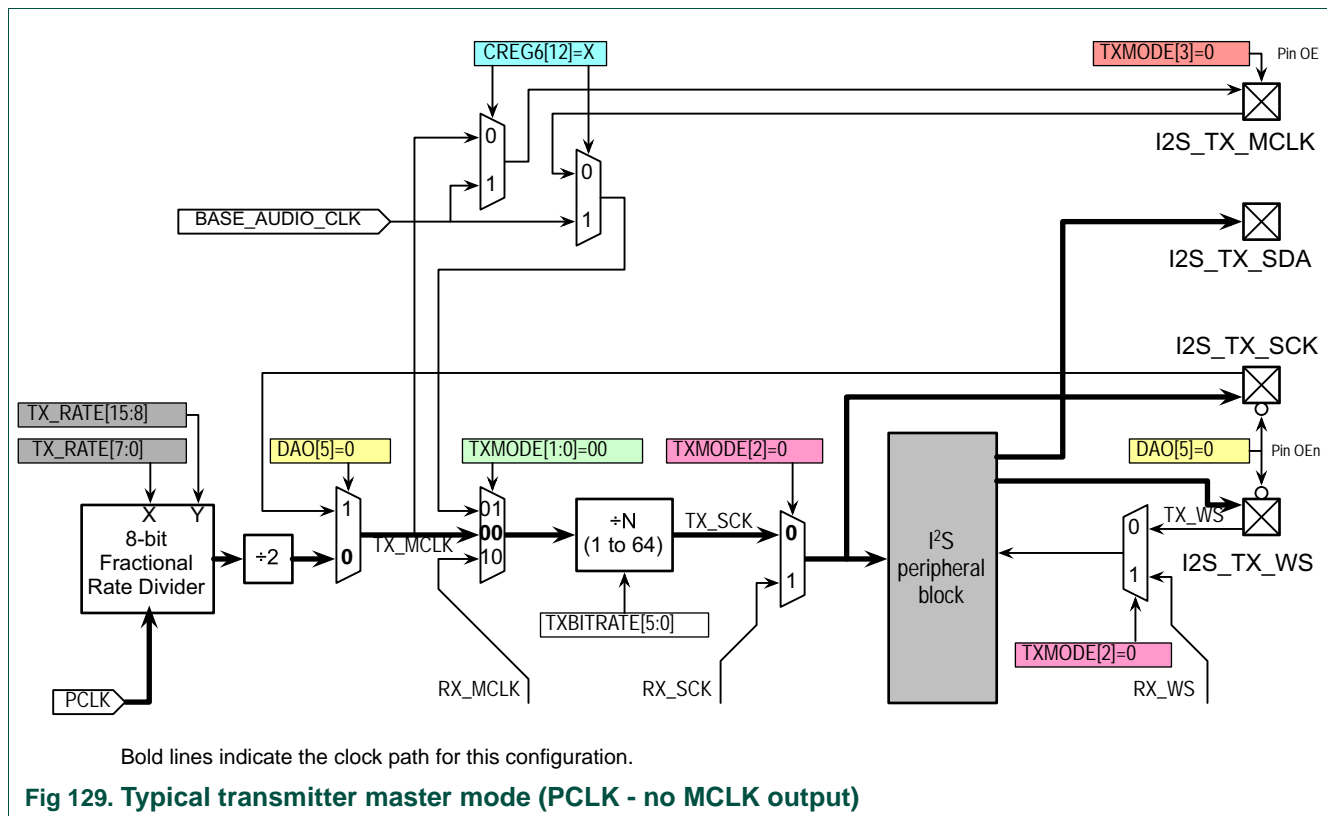 CREG6[12]=X
TXMODE[3]=0
Pin OE
0
1
0
1
I2S_TX_MCLK
BASE_AUDIO_CLK
I2S_TX_SDA
I2S_TX_SCK
TX_RATE[15:8]
TX_RATE[7:0]
DAO[5]=0
TXMODE[1:0]=00
TXMODE[2]=0
DAO[5]=0
Pin OEn
X
Y
8-bit
Fractional
Rate Divider
÷2
1
0
TX_MCLK
01
00
10
÷N
(1 to 64)
TX_SCK
0
1
I²S
peripheral
block
0
1
TX_WS
I2S_TX_WS
TXBITRATE[5:0]
TXMODE[2]=0
PCLK
RX_MCLK
RX_SCK
RX_WS
Bold lines indicate the clock path for this configuration.
Fig 129. Typical transmitter master mode (PCLK - no MCLK output)